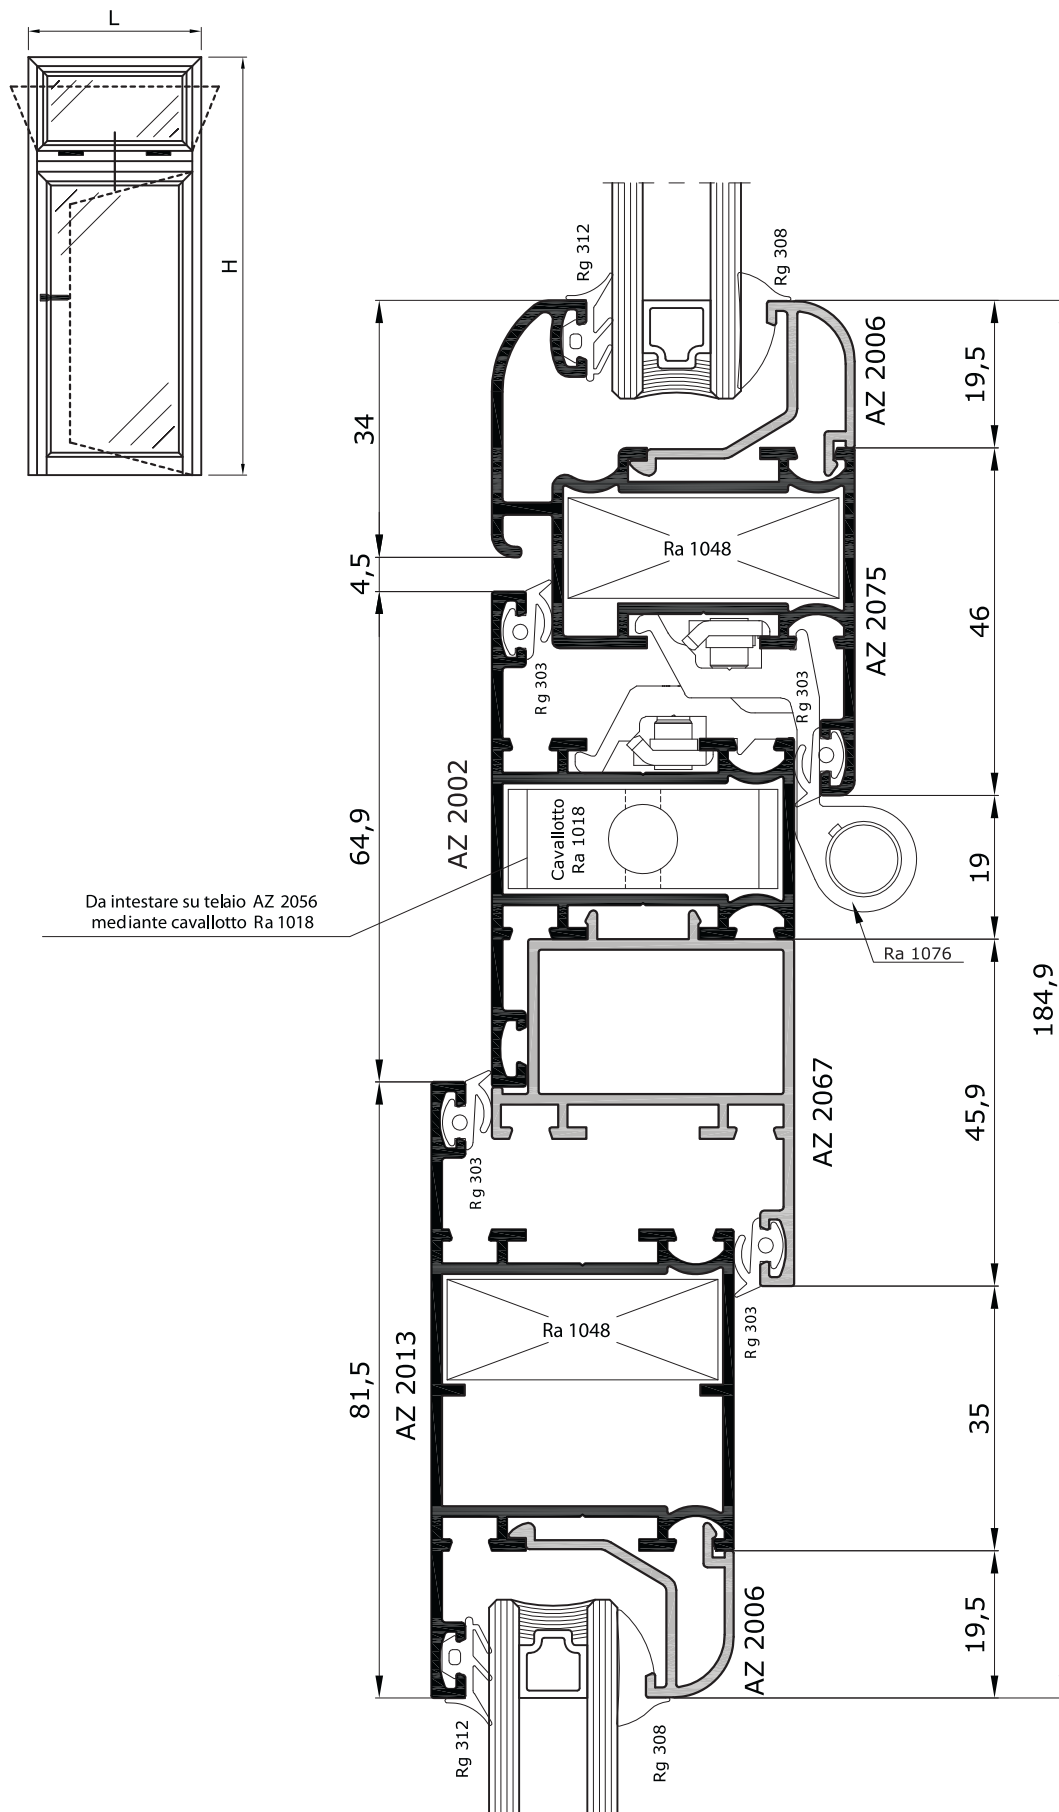 L
H
Rg 312
Rg 308
AZ 2006
19,5
34
Ra 1048
4,5
46
AZ 2075
Rg 303
Rg 303
AZ 2002
64,9
Cavallotto
Ra 1018
19
Da intestare su telaio AZ 2056
mediante cavallotto Ra 1018
Ra 1076
184,9
AZ 2067
45,9
Rg 303
Rg 303
Ra 1048
AZ 2013
81,5
35
AZ 2006
19,5
Rg 312
Rg 308